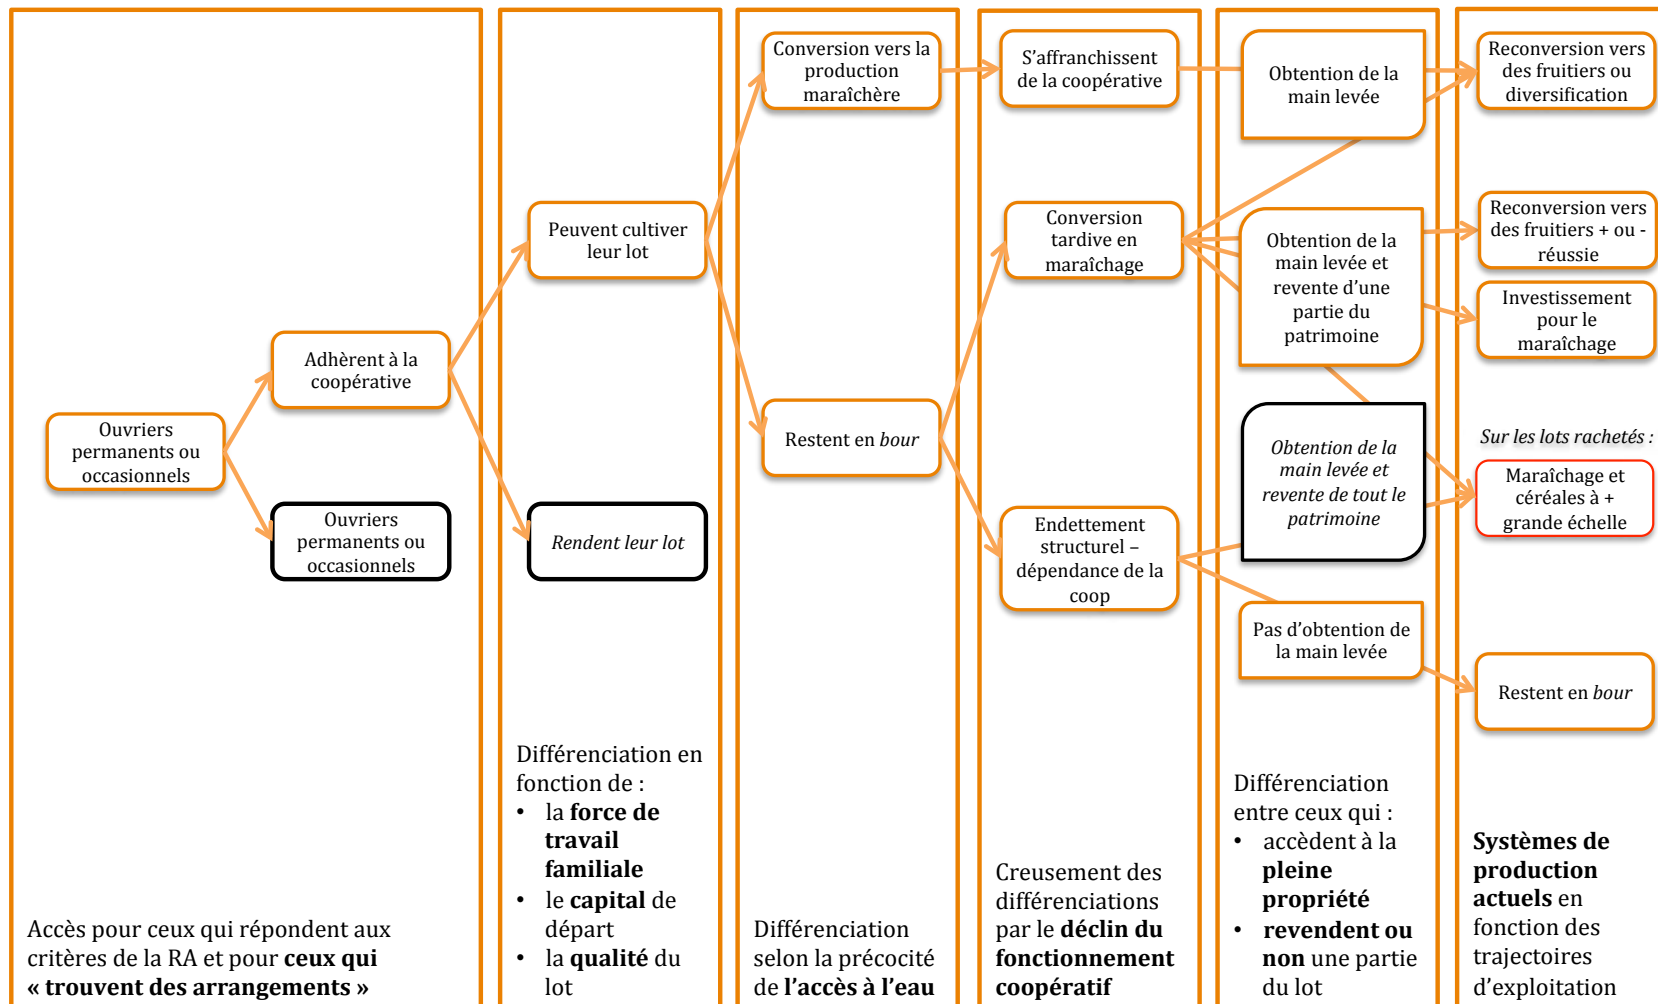 Ouvriers
permanents ou
occasionnels
Adhèrent à la
coopérative
Ouvriers
permanents ou
occasionnels
Accès pour ceux qui répondent aux
critères de la RA et pour ceux qui
« trouvent des arrangements »
Peuvent cultiver
leur lot
Rendent leur lot
Différenciation en
fonction de :
• la force de
travail
familiale
• le capital de
départ
• la qualité du
lot
Conversion vers la
production
maraîchère
Restent en bour
Différenciation
selon la précocité
de l'accès à l'eau
S'affranchissent
de la coopérative
Conversion
tardive en
maraîchage
Endettement
structurel –
dépendance de la
coop
Creusement des
différenciations
par le déclin du
fonctionnement
coopératif
Obtention de la
main levée
Obtention de la
main levée et
revente d'une
partie du
patrimoine
Obtention de la
main levée et
revente de tout le
patrimoine
Pas d'obtention de
la main levée
Différenciation
entre ceux qui :
• accèdent à la
pleine
propriété
• revendent ou
non une partie
du lot
Reconversion vers
des fruitiers ou
diversification
Reconversion vers
des fruitiers + ou -
réussie
Investissement
pour le
maraîchage
Sur les lots rachetés :
Maraîchage et
céréales à +
grande échelle
Restent en bour
Systèmes de
production
actuels en
fonction des
trajectoires
d'exploitation